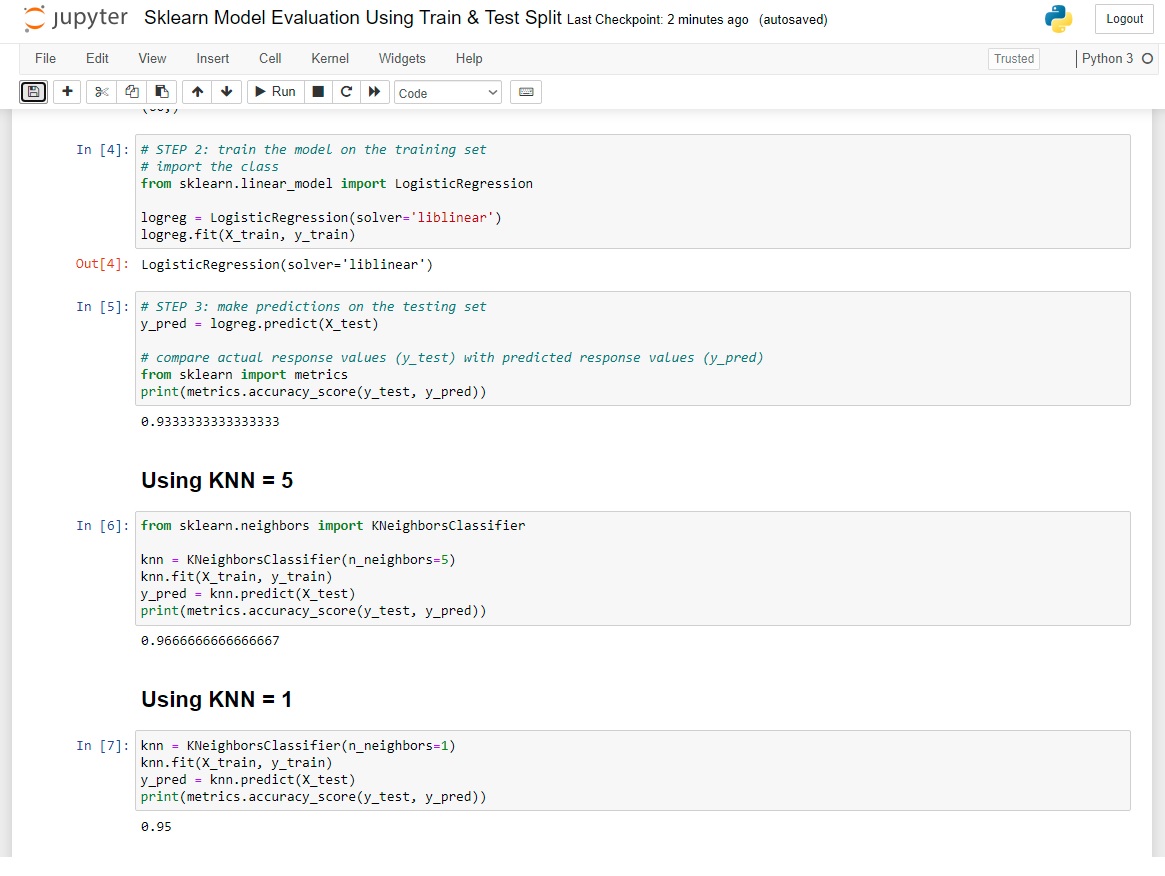 jupyter Sklearn Model Evaluation Using Train & Test Split Last Checkpoint: 2 minutes ago (autosaved)
Logout
File Edit View Insert Cell Kernel Widgets Help
Trusted
Python 3
Run
Code
In [4]:
# STEP 2: train the model on the training set
# import the class
from sklearn.linear_model import LogisticRegression
logreg = LogisticRegression(solver='liblinear')
logreg.fit(X_train, y_train)
Out[4]: LogisticRegression(solver='liblinear')
In [5]:
# STEP 3: make predictions on the testing set
y_pred = logreg.predict(X_test)
# compare actual response values (y_test) with predicted response values (y_pred)
from sklearn import metrics
print(metrics.accuracy_score(y_test, y_pred))
0.9333333333333333
Using KNN = 5
In [6]:
from sklearn.neighbors import KNeighborsClassifier
knn = KNeighborsClassifier(n_neighbors=5)
knn.fit(X_train, y_train)
y_pred = knn.predict(X_test)
print(metrics.accuracy_score(y_test, y_pred))
0.9666666666666667
Using KNN = 1
In [7]:
knn = KNeighborsClassifier(n_neighbors=1)
knn.fit(X_train, y_train)
y_pred = knn.predict(X_test)
print(metrics.accuracy_score(y_test, y_pred))
0.95